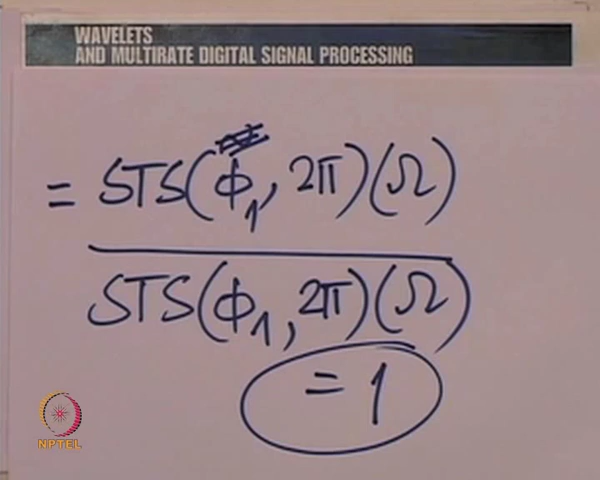 WAVELETS
AND MULTIRATE DIGITAL SIGNAL PROCESSING
= STS(Φ₁, 2π)(Ω)
STS(Φ₁, 2π)(Ω)
= 1
NPTEL